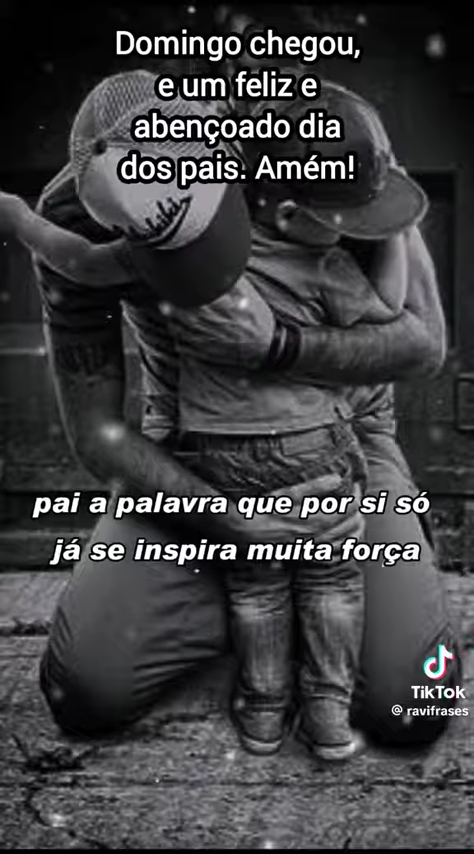 Domingo chegou,
e um feliz e
abençoado dia
dos pais. Amém!
pai a palavra que por si só
já se inspira muita força
TikTok
@ ravifrases